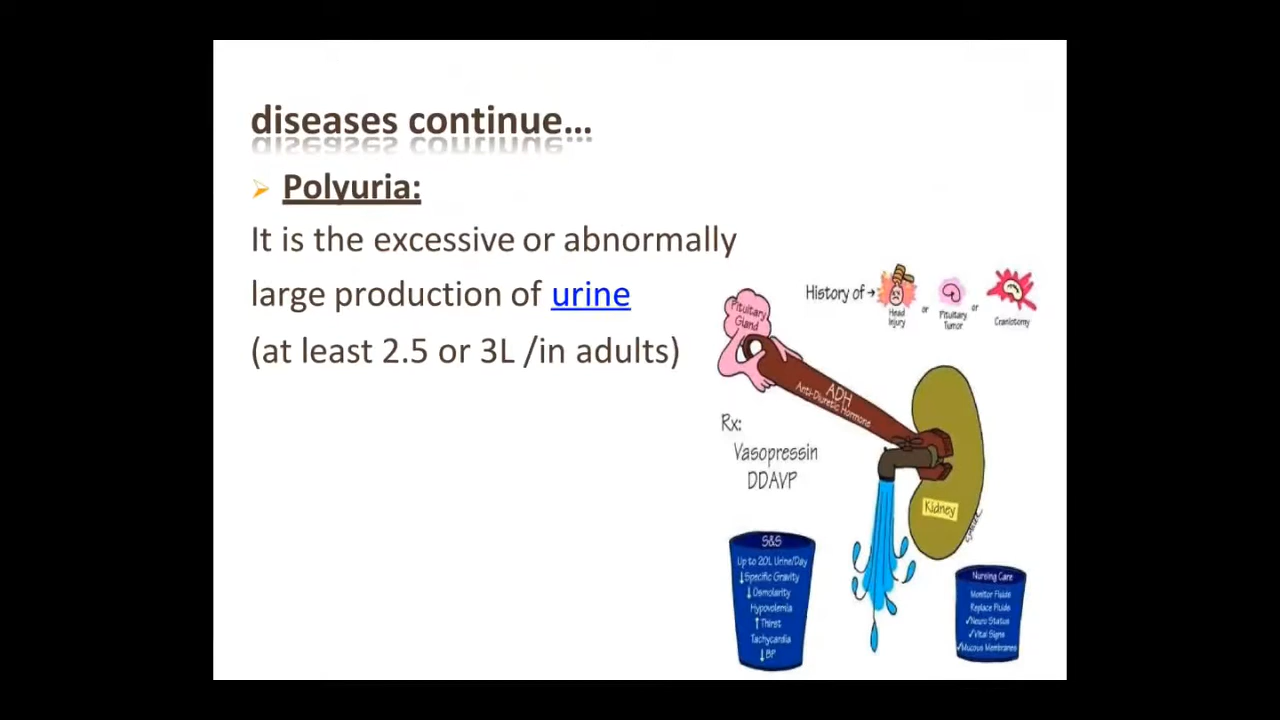 diseases continue...
Polyuria:
It is the excessive or abnormally
large production of urine
(at least 2.5 or 3L /in adults)
History of →
Head
Injury
or
Pituitary
Tumor
or
Craniotomy
Pituitary
Gland
ADH
Anti-Diuretic Hormone
Rx:
Vasopressin
DDAVP
Kidney
S&S
Up to 20L Urine/Day
↓Specific Gravity
↓Osmolarity
Hypovolemia
↑Thirst
Tachycardia
↓BP
Nursing Care
Monitor Fluids
Replace Fluids
✓Neuro Status
✓Vital Signs
✓Mucous Membranes